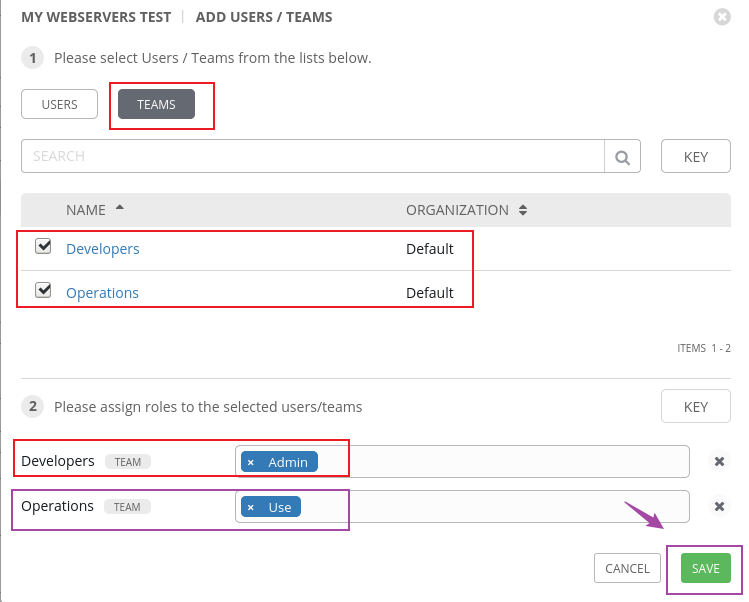 MY WEBSERVERS TEST | ADD USERS / TEAMS
1 Please select Users / Teams from the lists below.
USERS TEAMS
SEARCH KEY
NAME ORGANIZATION
Developers Default
Operations Default
ITEMS 1 - 2
2 Please assign roles to the selected users/teams KEY
Developers TEAM × Admin
Operations TEAM × Use
CANCEL SAVE